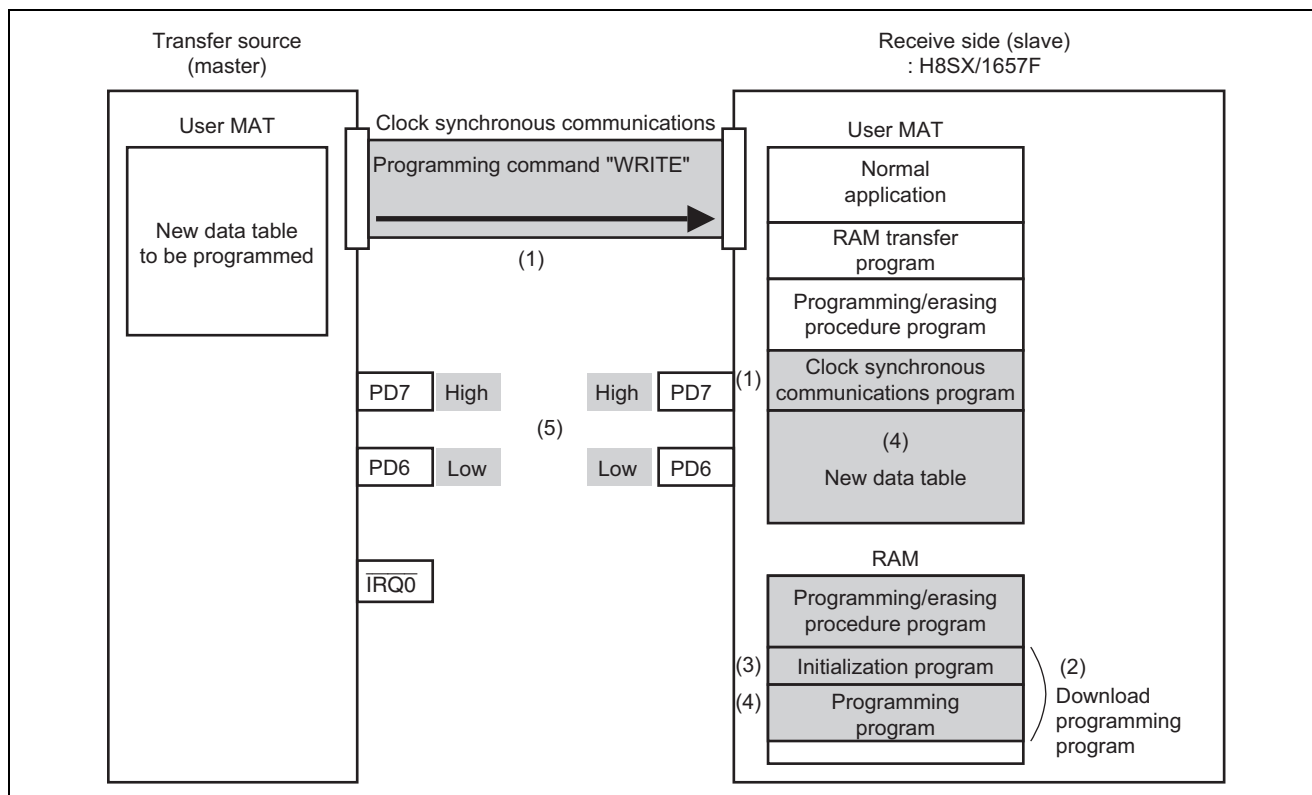 Transfer source
(master)
Receive side (slave)
: H8SX/1657F
User MAT
Clock synchronous communications
User MAT
Programming command "WRITE"
Normal
application
New data table
to be programmed
(1)
RAM transfer
program
Programming/erasing
procedure program
PD7
High
High
PD7
(1)
Clock synchronous
communications program
(5)
PD6
Low
Low
PD6
(4)
New data table
IRQ0
RAM
Programming/erasing
procedure program
(3)
Initialization program
(2)
Download
programming
program
(4)
Programming
program